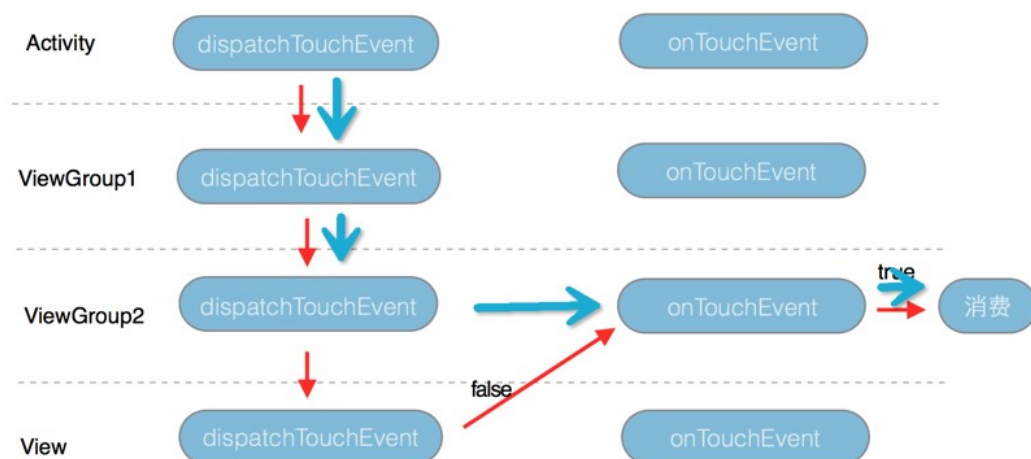 Activity dispatchTouchEvent onTouchEvent
ViewGroup1 dispatchTouchEvent onTouchEvent
true
ViewGroup2 dispatchTouchEvent onTouchEvent 消费
false
View dispatchTouchEvent onTouchEvent